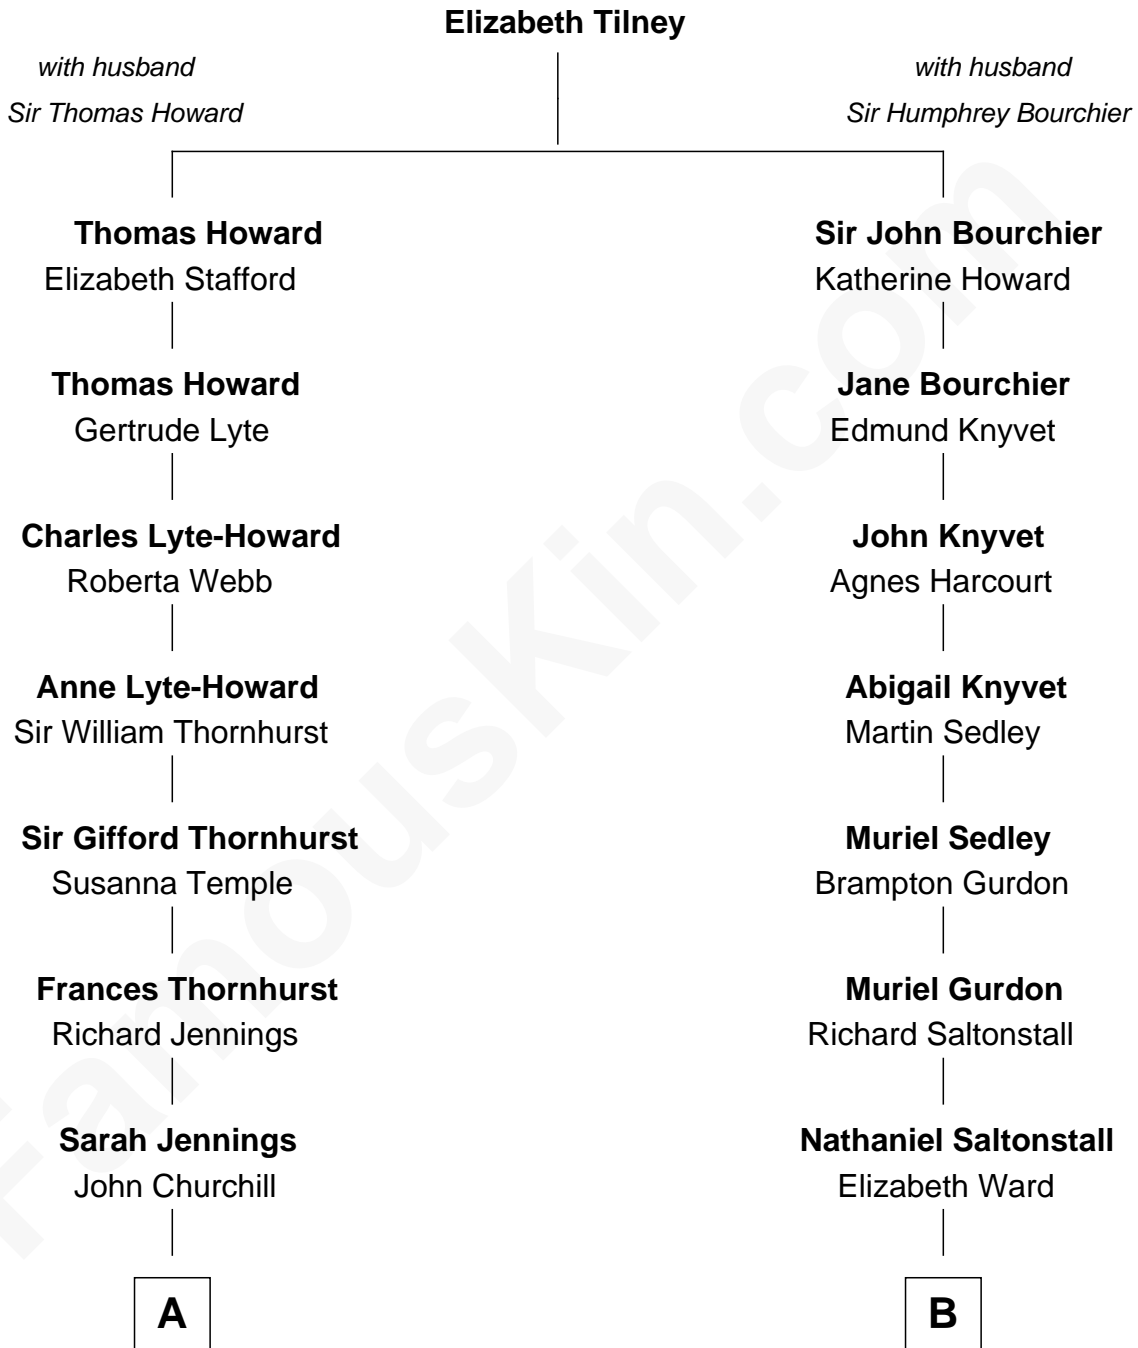 Elizabeth Tilney
with husband
Sir Thomas Howard
with husband
Sir Humphrey Bourchier
Thomas Howard
Elizabeth Stafford
Sir John Bourchier
Katherine Howard
Thomas Howard
Gertrude Lyte
Jane Bourchier
Edmund Knyvet
Charles Lyte-Howard
Roberta Webb
John Knyvet
Agnes Harcourt
Anne Lyte-Howard
Sir William Thornhurst
Abigail Knyvet
Martin Sedley
Sir Gifford Thornhurst
Susanna Temple
Muriel Sedley
Brampton Gurdon
Frances Thornhurst
Richard Jennings
Muriel Gurdon
Richard Saltonstall
Sarah Jennings
John Churchill
Nathaniel Saltonstall
Elizabeth Ward
A
B
FamousKin.com